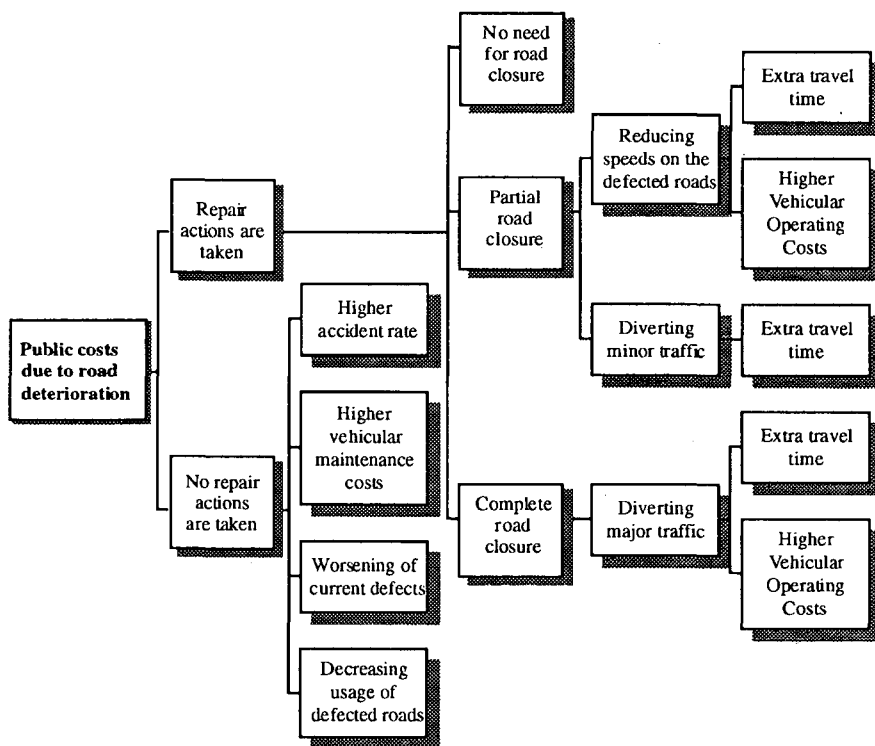 Public costs
due to road
deterioration
Repair
actions are
taken
No repair
actions
are taken
Higher
accident rate
Higher
vehicular
maintenance
costs
Worsening of
current defects
Decreasing
usage of
defected roads
No need
for road
closure
Partial
road
closure
Complete
road
closure
Reducing
speeds on the
defected roads
Diverting
minor traffic
Diverting
major traffic
Extra travel
time
Higher
Vehicular
Operating
Costs
Extra travel
time
Extra travel
time
Higher
Vehicular
Operating
Costs